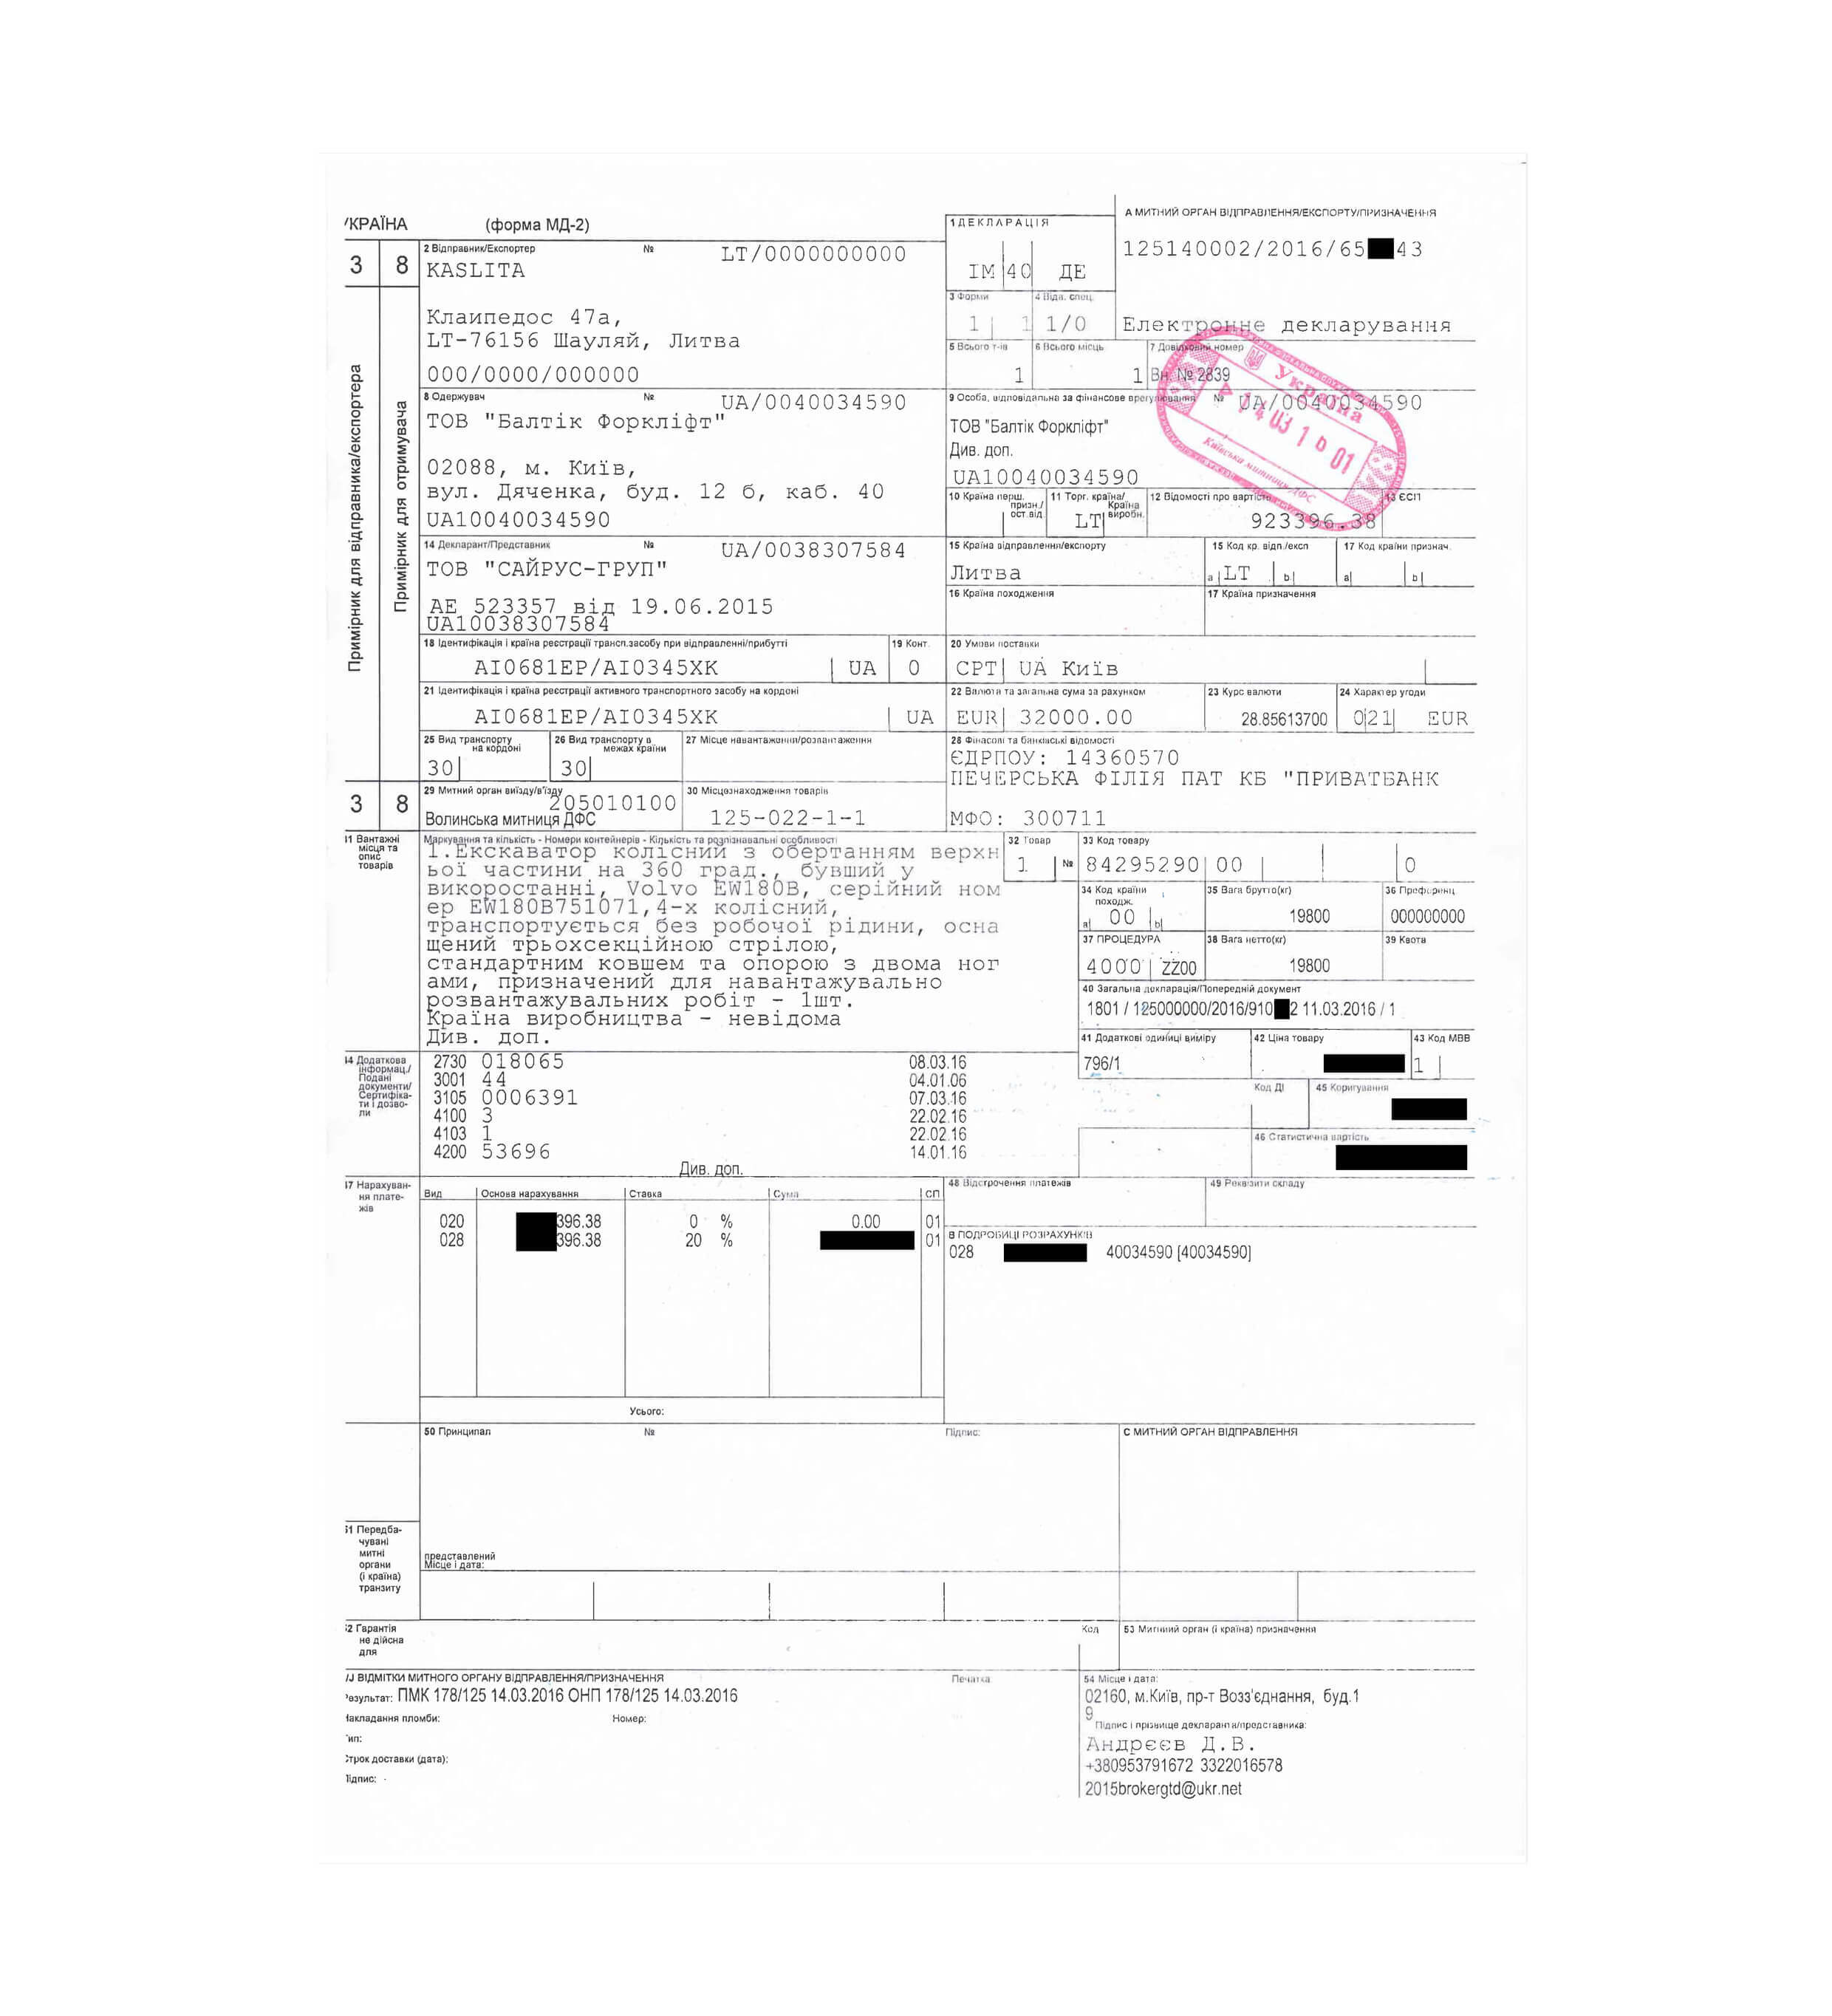 /КРАЇНА (форма МД-2)
1 ДЕКЛАРАЦІЯ
А МИТНИЙ ОРГАН ВІДПРАВЛЕННЯ/ЕКСПОРТУ/ПРИЗНАЧЕННЯ
3 8
2 Відправник/Експортер № LT/0000000000
KASLITA
ІМ 40 ДЕ
125140002/2016/65 43
3 Форми 4 Відв. спец.
1 1 1/0
Клаипедос 47а,
LT-76156 Шауляй, Литва
000/0000/000000
Електронне декларування
5 Всього т-ів 6 Всього місць 7 Довідковий номер
1 1 Вн. № 2839
Примірник для відправника/експортера
Примірник для отримувача
8 Одержувач № UA/0040034590
ТОВ "Балтік Форкліфт"
02088, м. Київ,
вул. Дяченка, буд. 12 б, каб. 40
UA10040034590
9 Особа, відповідальна за фінансове врегулювання № UA/0040034590
ТОВ "Балтік Форкліфт"
Див. доп.
UA10040034590
Україна
Київська митниця ДФС
10 Країна перш. призн./ ост.від. 11 Торг. країна/ Країна виробн. 12 Відомості про вартість 13 ЄСП
LT 923396.38
14 Декларант/Представник № UA/0038307584
ТОВ "САЙРУС-ГРУП"
АЕ 523357 від 19.06.2015
UA10038307584
15 Країна відправлення/експорту 15 Код кр. відп./експ 17 Код країни признач.
Литва a LT b a b
16 Країна походження 17 Країна призначення
18 Ідентифікація і країна реєстрації трансп.засобу при відправленні/прибутті 19 Конт.
AI0681EP/AI0345XK UA 0
20 Умови поставки
CPT UA Київ
21 Ідентифікація і країна реєстрації активного транспортного засобу на кордоні
AI0681EP/AI0345XK UA
22 Валюта та загальна сума за рахунком 23 Курс валюти 24 Характер угоди
EUR 32000.00 28.85613700 021 EUR
25 Вид транспорту на кордоні 26 Вид транспорту в межах країни 27 Місце навантаження/розвантаження
30 30
28 Фінасові та банківські відомості
ЄДРПОУ: 14360570
ПЕЧЕРСЬКА ФІЛІЯ ПАТ КБ "ПРИВАТБАНК
МФО: 300711
3 8
29 Митний орган виїзду/в'їзду 205010100
Волинська митниця ДФС
30 Місцезнаходження товарів
125-022-1-1
31 Вантажні місця та опис товарів
Маркування та кількість - Номери контейнерів - Кількість та розпізнавальні особливості
1.Екскаватор колісний з обертанням верхн
ьої частини на 360 град., бувший у
викоростанні, Volvo EW180B, серійний ном
ер EW180B751071,4-х колісний,
транспортується без робочої рідини, осна
щений трьохсекційною стрілою,
стандартним ковшем та опорою з двома ног
ами, призначений для навантажувально
розвантажувальних робіт - 1шт.
Країна виробництва - невідома
Див. доп.
32 Товар 33 Код товару
1 № 84295290 00 0
34 Код країни походж. 35 Вага брутто(кг) 36 Преференц
a 00 b 19800 000000000
37 ПРОЦЕДУРА 38 Вага нетто(кг) 39 Квота
4000 ZZ00 19800
40 Загальна декларація/Попередній документ
1801 / 125000000/2016/910 2 11.03.2016 / 1
41 Додаткові одиниці виміру 42 Ціна товару 43 Код МВВ
796/1 1
44 Додаткова інформац./ Подані документи/ Сертифіка- ти і дозво- ли
2730 018065 08.03.16
3001 44 04.01.06
3105 0006391 07.03.16
4100 3 22.02.16
4103 1 22.02.16
4200 53696 14.01.16
Див. доп.
Код ДІ 45 Коригування
46 Статистична вартість
47 Нарахуван- ня плате- жів
Вид Основа нарахування Ставка Сума СП
020 396.38 0 % 0.00 01
028 396.38 20 % 01
Усього:
48 Відстрочення платежів 49 Реквізити складу
В ПОДРОБИЦІ РОЗРАХУНКІВ
028 40034590 [40034590]
50 Принципал № Підпис: С МИТНИЙ ОРГАН ВІДПРАВЛЕННЯ
представлений
Місце і дата:
51 Передба- чувані митні органи (і країна) транзиту
52 Гарантія не дійсна для
Код 53 Митний орган (і країна) призначення
/J ВІДМІТКИ МИТНОГО ОРГАНУ ВІДПРАВЛЕННЯ/ПРИЗНАЧЕННЯ Печатка
Результат: ПМК 178/125 14.03.2016 ОНП 178/125 14.03.2016
Накладання пломби: Номер:
Тип:
Строк доставки (дата):
Підпис:
54 Місце і дата:
02160, м.Київ, пр-т Возз'єднання, буд.1
9
Підпис і прізвище декларанта/представника:
Андрєєв Д.В.
+380953791672 3322016578
2015brokergtd@ukr.net